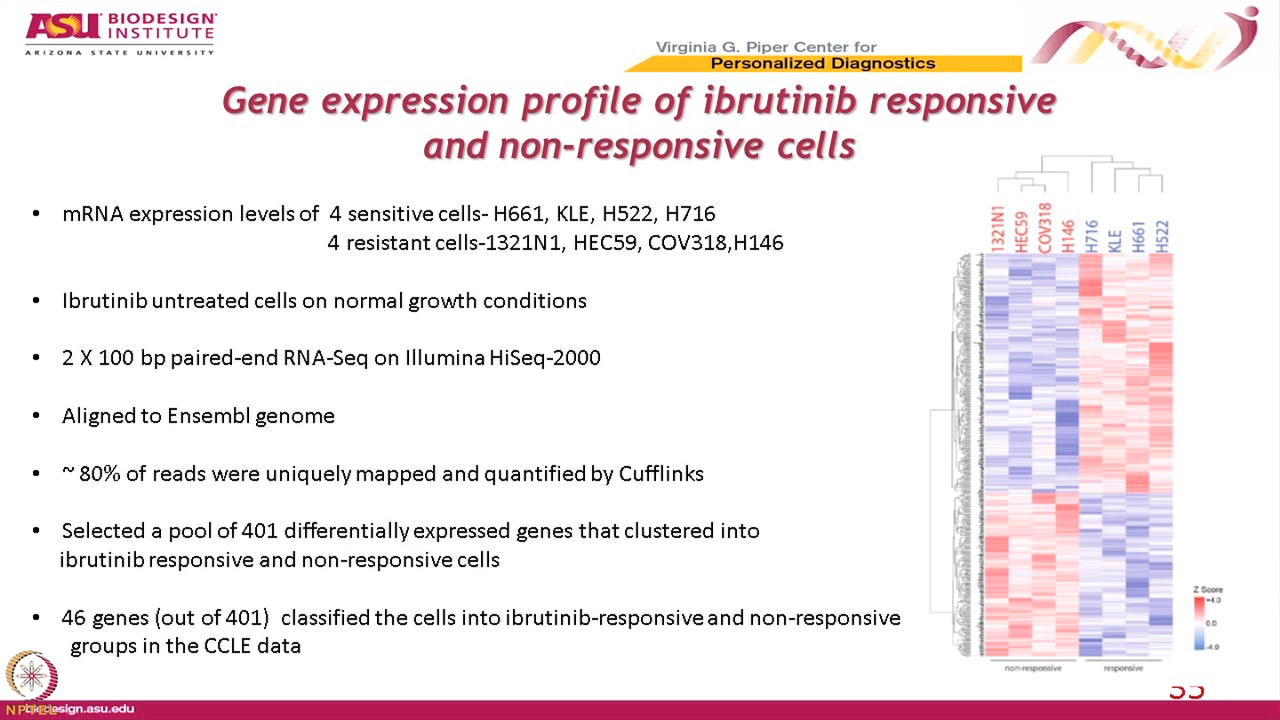 ASU BIODESIGN
INSTITUTE
ARIZONA STATE UNIVERSITY
Virginia G. Piper Center for
Personalized Diagnostics
Gene expression profile of ibrutinib responsive
and non-responsive cells
• mRNA expression levels of 4 sensitive cells- H661, KLE, H522, H716
4 resistant cells-1321N1, HEC59, COV318,H146
• Ibrutinib untreated cells on normal growth conditions
• 2 X 100 bp paired-end RNA-Seq on Illumina HiSeq-2000
• Aligned to Ensembl genome
• ~ 80% of reads were uniquely mapped and quantified by Cufflinks
• Selected a pool of 401 differentially expressed genes that clustered into
ibrutinib responsive and non-responsive cells
• 46 genes (out of 401) classified the cells into ibrutinib-responsive and non-responsive
groups in the CCLE data
1321N1 HEC59 COV318 H146 H716 KLE H661 H522
Z Score
+4.0
0.0
-4.0
non-responsive responsive
NPTEL
biodesign.asu.edu